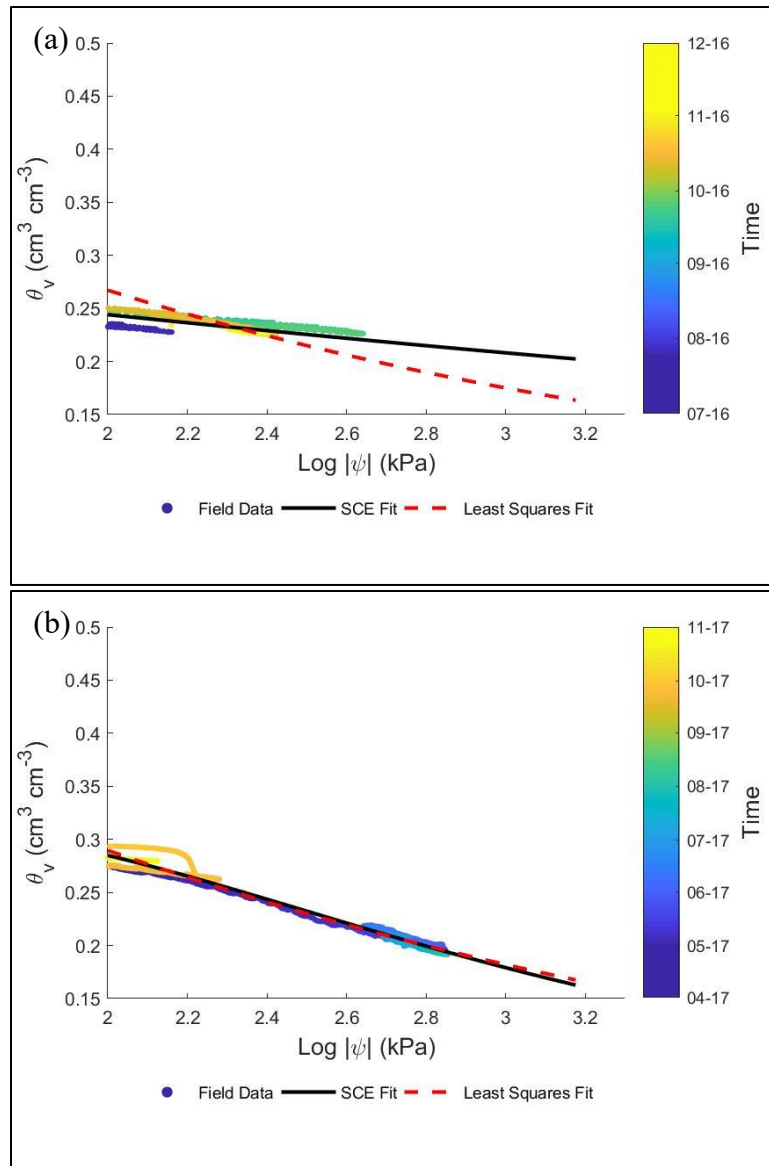 (a)
0.5
0.45
0.4
0.35
0.3
0.25
0.2
0.15
θv (cm3 cm-3)
2 2.2 2.4 2.6 2.8 3 3.2
Log |ψ| (kPa)
12-16
11-16
10-16
09-16
08-16
07-16
Time
Field Data SCE Fit Least Squares Fit
(b)
0.5
0.45
0.4
0.35
0.3
0.25
0.2
0.15
θv (cm3 cm-3)
2 2.2 2.4 2.6 2.8 3 3.2
Log |ψ| (kPa)
11-17
10-17
09-17
08-17
07-17
06-17
05-17
04-17
Time
Field Data SCE Fit Least Squares Fit